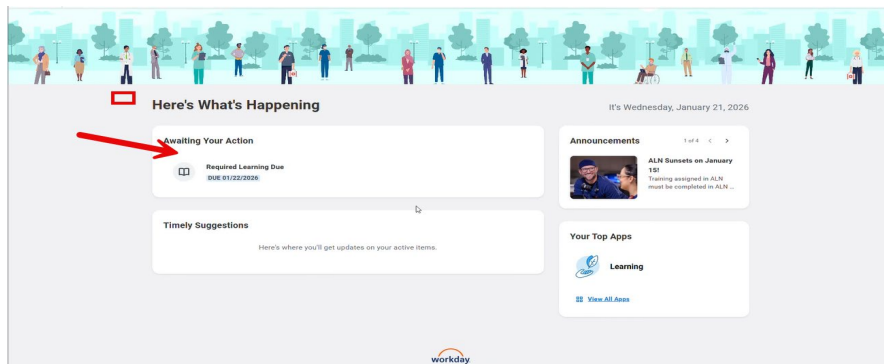 Here's What's Happening
It's Wednesday, January 21, 2026
Awaiting Your Action
Required Learning Due
DUE 01/22/2026
Timely Suggestions
Here's where you'll get updates on your active items.
Announcements
1 of 4
ALN Sunsets on January
15!
Training assigned in ALN
must be completed in ALN ...
Your Top Apps
Learning
View All Apps
workday